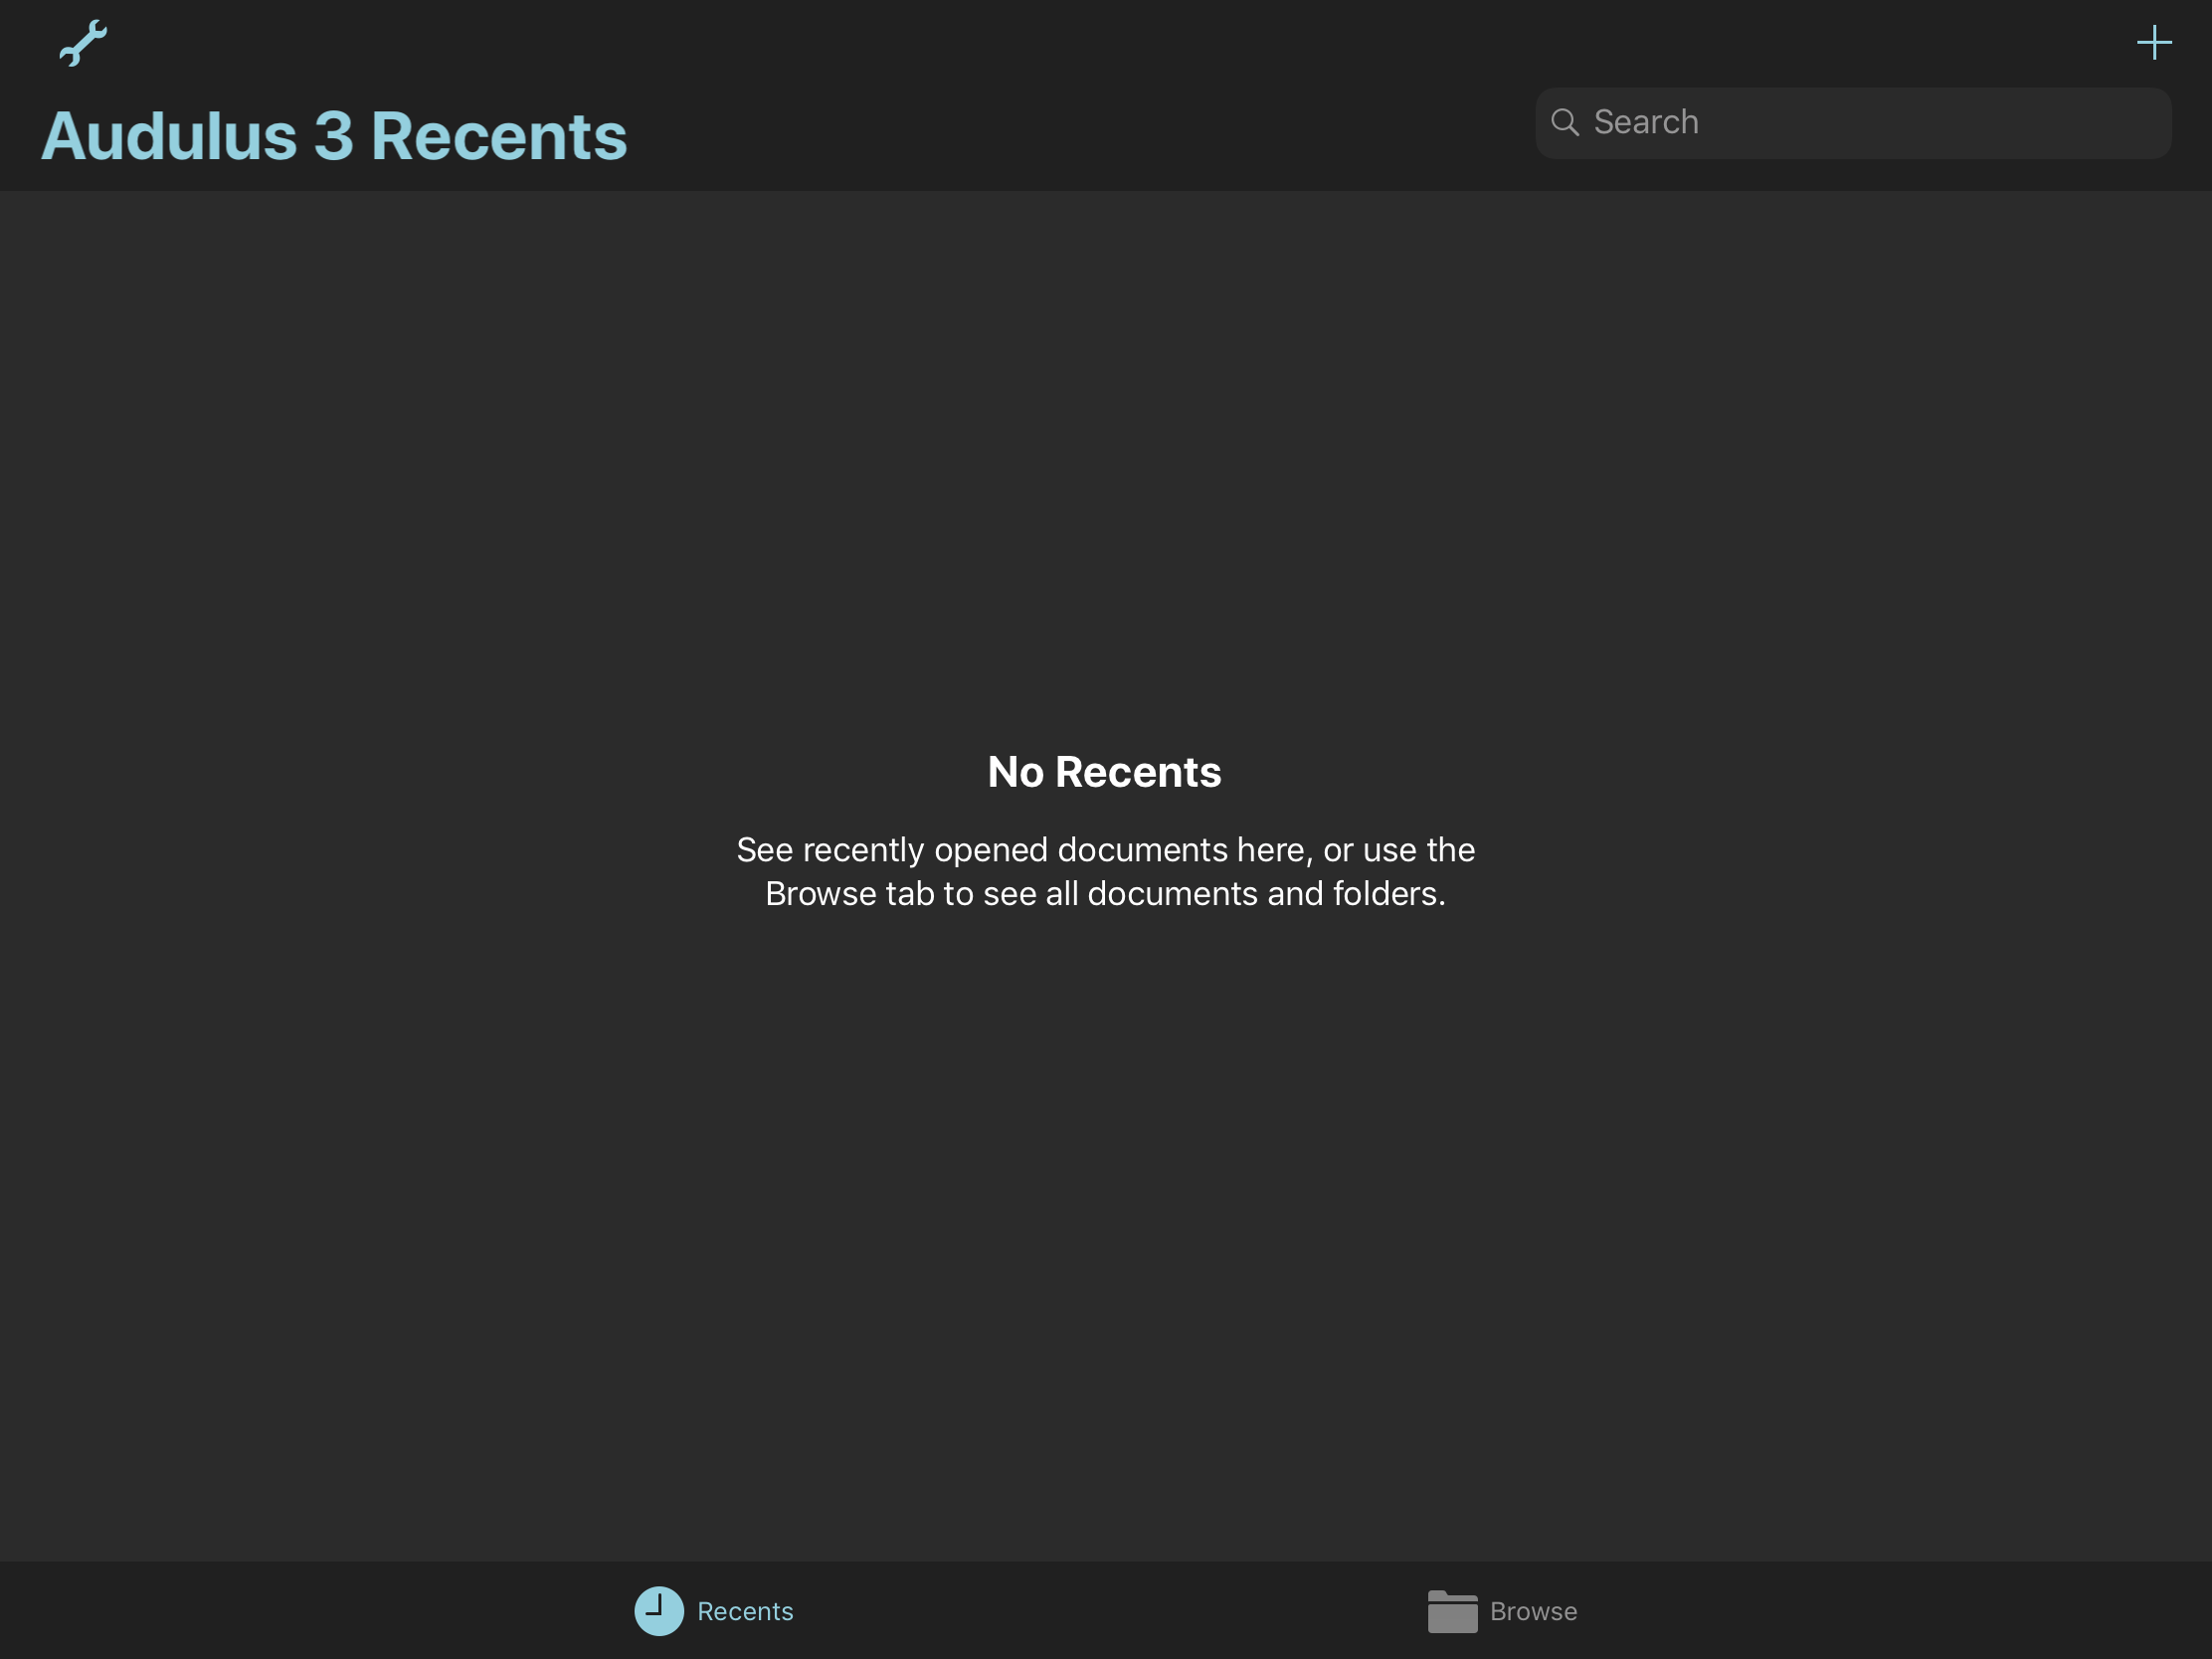 Audulus 3 Recents
Search
No Recents
See recently opened documents here, or use the
Browse tab to see all documents and folders.
Recents
Browse